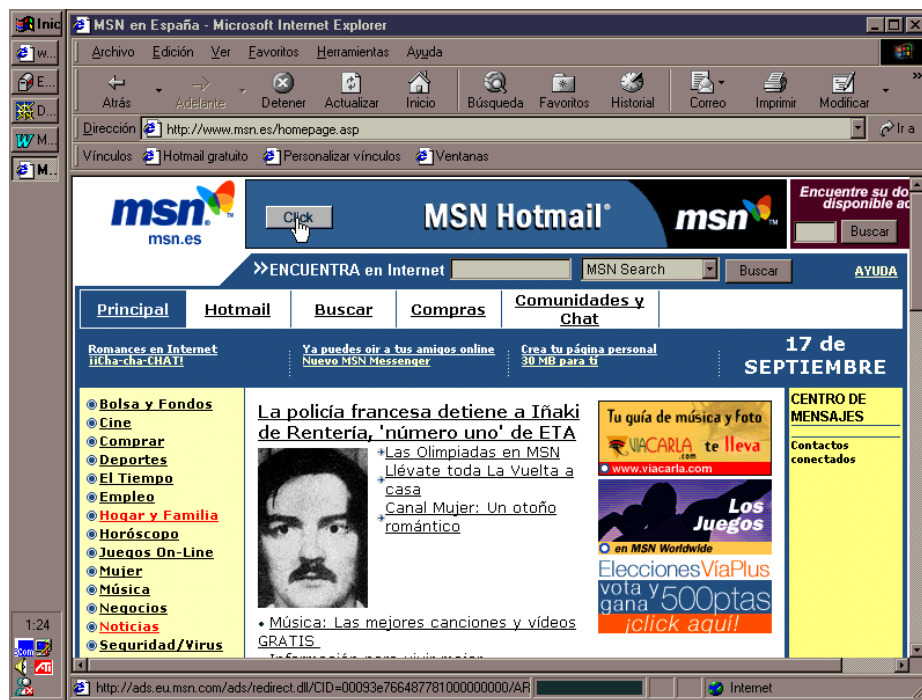 Inic
MSN en España - Microsoft Internet Explorer
w...
E...
D...
M...
M..
Archivo Edición Ver Favoritos Herramientas Ayuda
Atrás Adelante Detener Actualizar Inicio Búsqueda Favoritos Historial Correo Imprimir Modificar
Dirección http://www.msn.es/homepage.asp Ir a
Vínculos Hotmail gratuito Personalizar vínculos Ventanas
msn.
msn.es
Click
MSN Hotmail
msn
Encuentre su do
disponible ac
Buscar
ENCUENTRA en Internet MSN Search Buscar AYUDA
Principal Hotmail Buscar Compras Comunidades y
Chat
Romances en Internet
¡¡Cha-cha-CHAT!
Ya puedes oir a tus amigos online
Nuevo MSN Messenger
Crea tu página personal
30 MB para tí
17 de
SEPTIEMBRE
Bolsa y Fondos
Cine
Comprar
Deportes
El Tiempo
Empleo
Hogar y Familia
Horóscopo
Juegos On-Line
Mujer
Música
Negocios
Noticias
Seguridad/Virus
La policía francesa detiene a Iñaki
de Rentería, 'número uno' de ETA
Las Olimpiadas en MSN
Llévate toda La Vuelta a
casa
Canal Mujer: Un otoño
romántico
• Música: Las mejores canciones y vídeos
GRATIS
Información para vivir mejor
Tu guía de música y foto
VIACARLA.com te lleva
www.viacarla.com
Los
Juegos
en MSN Worldwide
EleccionesVíaPlus
vota y
gana 500ptas
¡click aquí!
CENTRO DE
MENSAJES
Contactos
conectados
1:24
ATI
http://ads.eu.msn.com/ads/redirect.dll/CID=00093e766487781000000000/AR
Internet